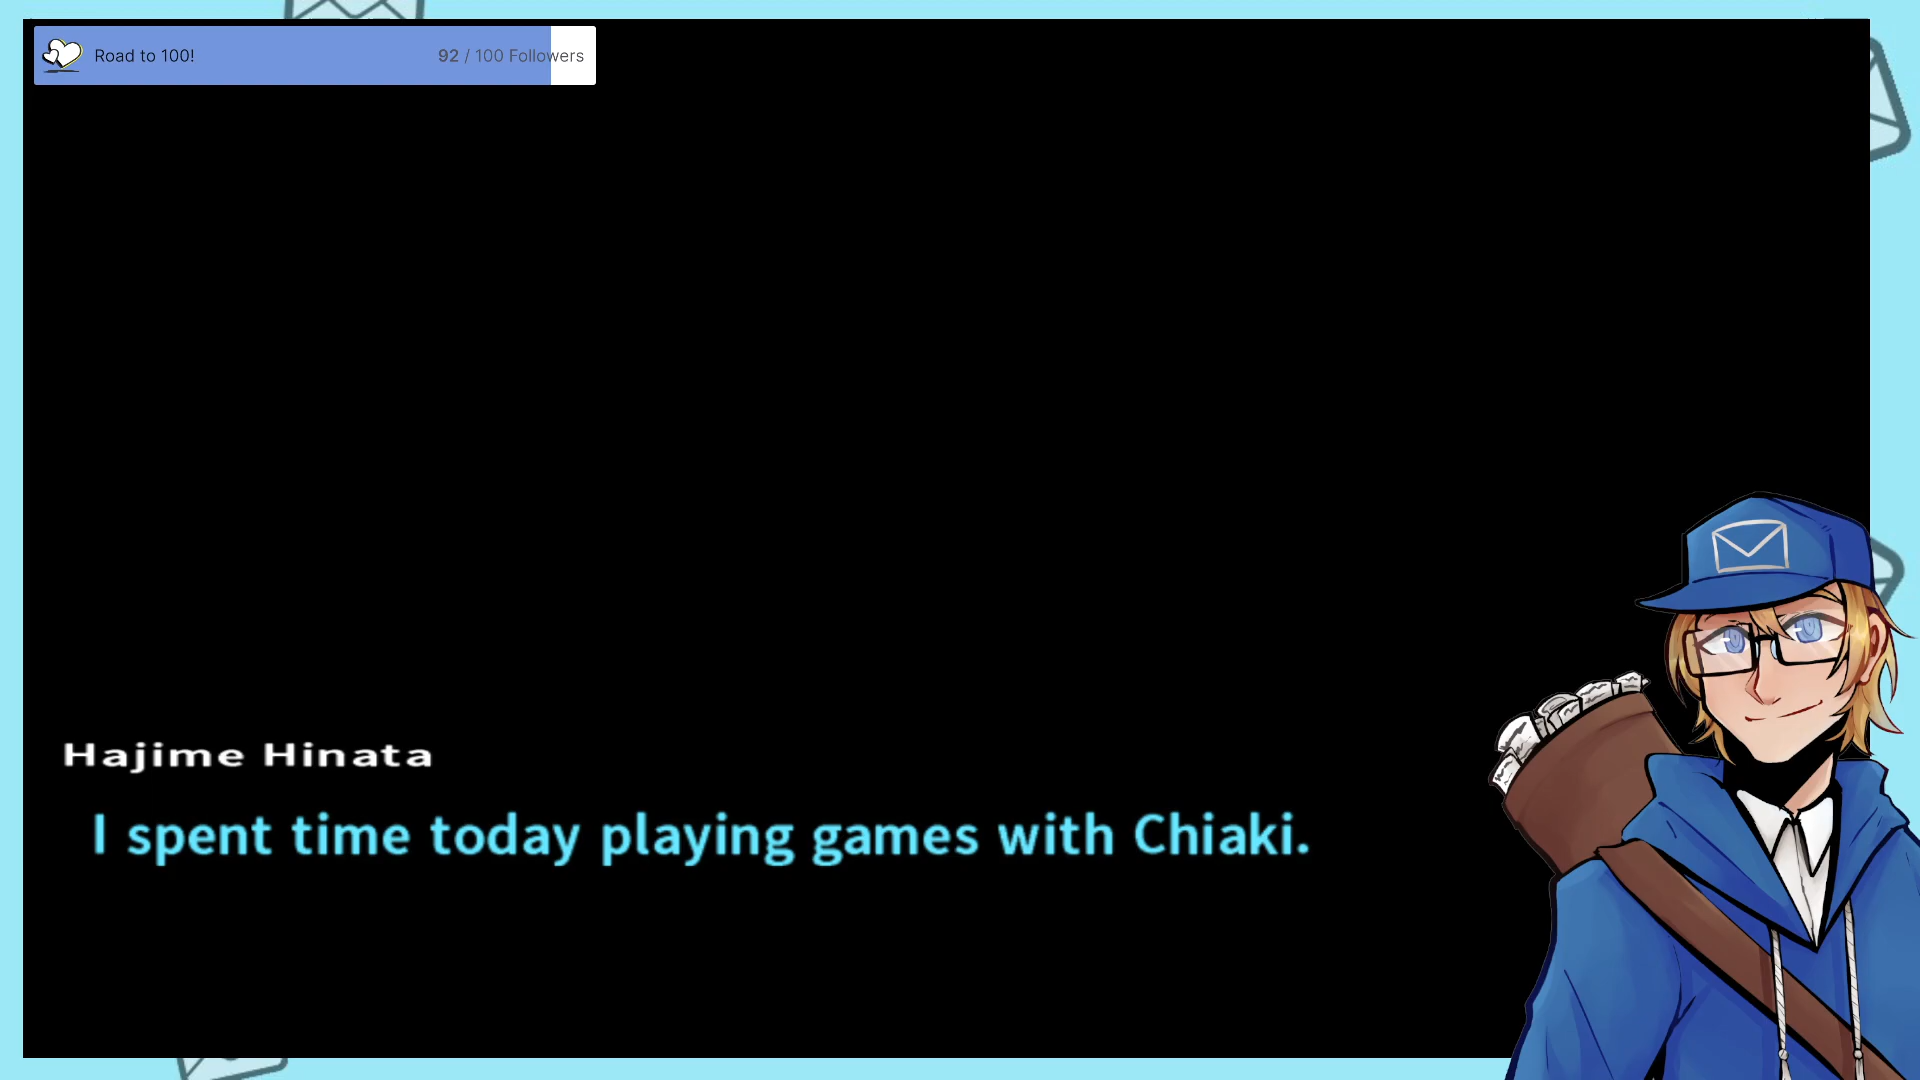 Road to 100!
92 / 100 Followers
Hajime Hinata
I spent time today playing games with Chiaki.